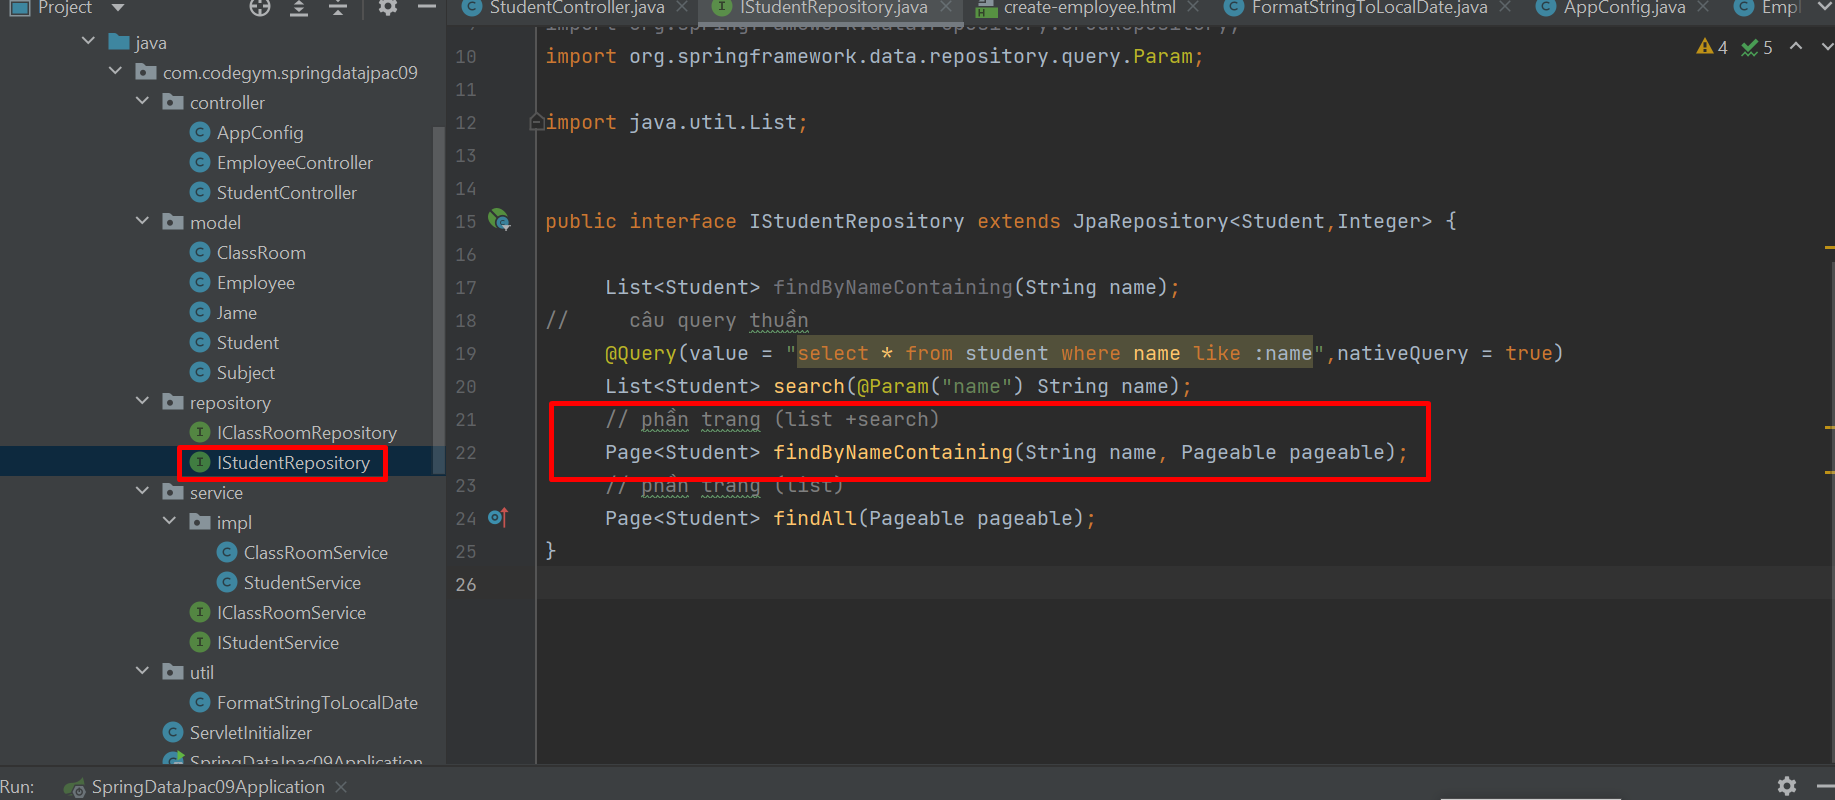 Project
java
com.codegym.springdatajpac09
controller
AppConfig
EmployeeController
StudentController
model
ClassRoom
Employee
Jame
Student
Subject
repository
IClassRoomRepository
IStudentRepository
service
impl
ClassRoomService
StudentService
IClassRoomService
IStudentService
util
FormatStringToLocalDate
ServletInitializer
SpringDataJpac09Application
StudentController.java
IStudentRepository.java
create-employee.html
FormatStringToLocalDate.java
AppConfig.java
Empl
4 5
10 import org.springframework.data.repository.query.Param;
11
12 import java.util.List;
13
14
15 public interface IStudentRepository extends JpaRepository<Student,Integer> {
16
17 List<Student> findByNameContaining(String name);
18 // câu query thuần
19 @Query(value = "select * from student where name like :name",nativeQuery = true)
20 List<Student> search(@Param("name") String name);
21 // phần trang (list +search)
22 Page<Student> findByNameContaining(String name, Pageable pageable);
23 // phần trang (list)
24 Page<Student> findAll(Pageable pageable);
25 }
26
Run: SpringDataJpac09Application